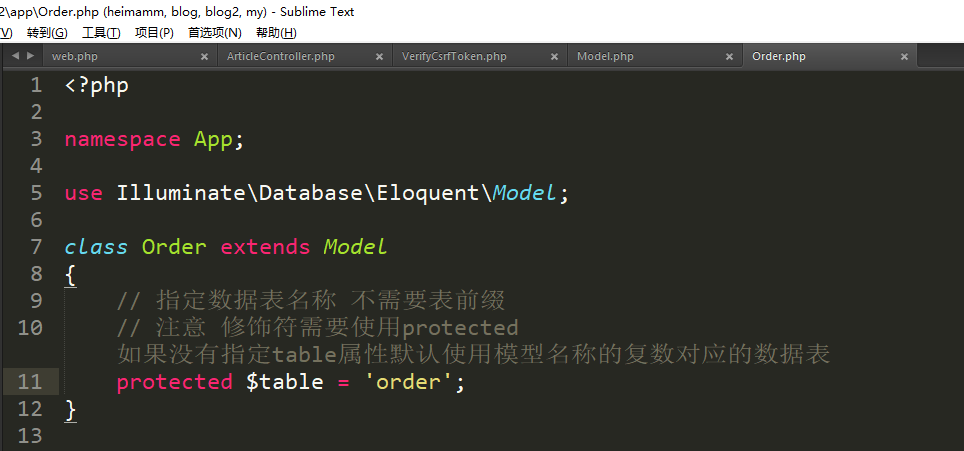 2\app\Order.php (heimamm, blog, blog2, my) - Sublime Text
(V) 转到(G) 工具(T) 项目(P) 首选项(N) 帮助(H)
web.php × ArticleController.php × VerifyCsrfToken.php × Model.php × Order.php ×
1 <?php
2
3 namespace App;
4
5 use Illuminate\Database\Eloquent\Model;
6
7 class Order extends Model
8 {
9 // 指定数据表名称 不需要表前缀
10 // 注意 修饰符需要使用protected
如果没有指定table属性默认使用模型名称的复数对应的数据表
11 protected $table = 'order';
12 }
13